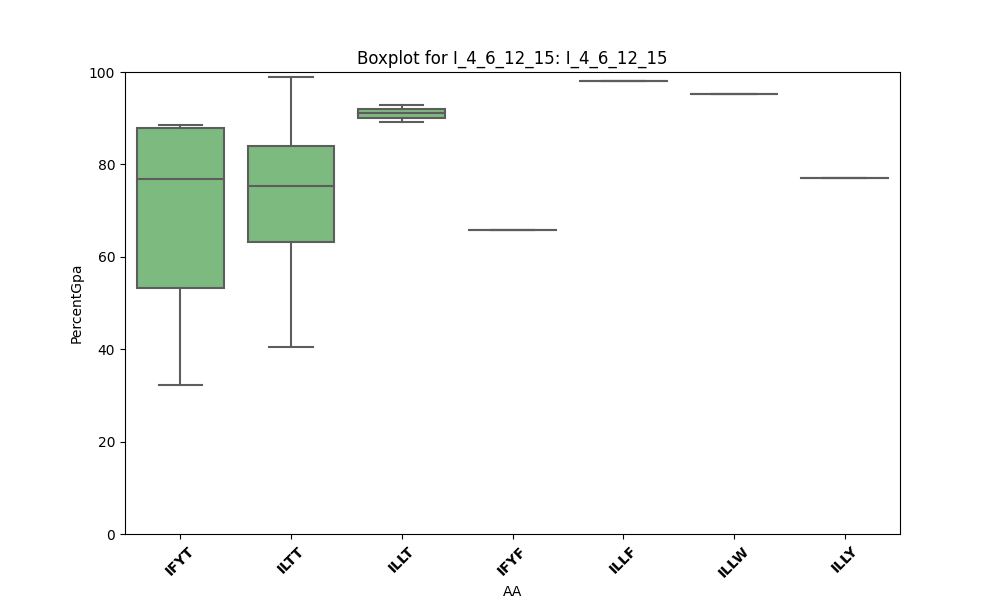 Boxplot for I_4_6_12_15: I_4_6_12_15
100
80
60
40
20
0
PercentGpa
IFYT
ILTT
ILLT
IFYF
ILLF
ILLW
ILLY
AA